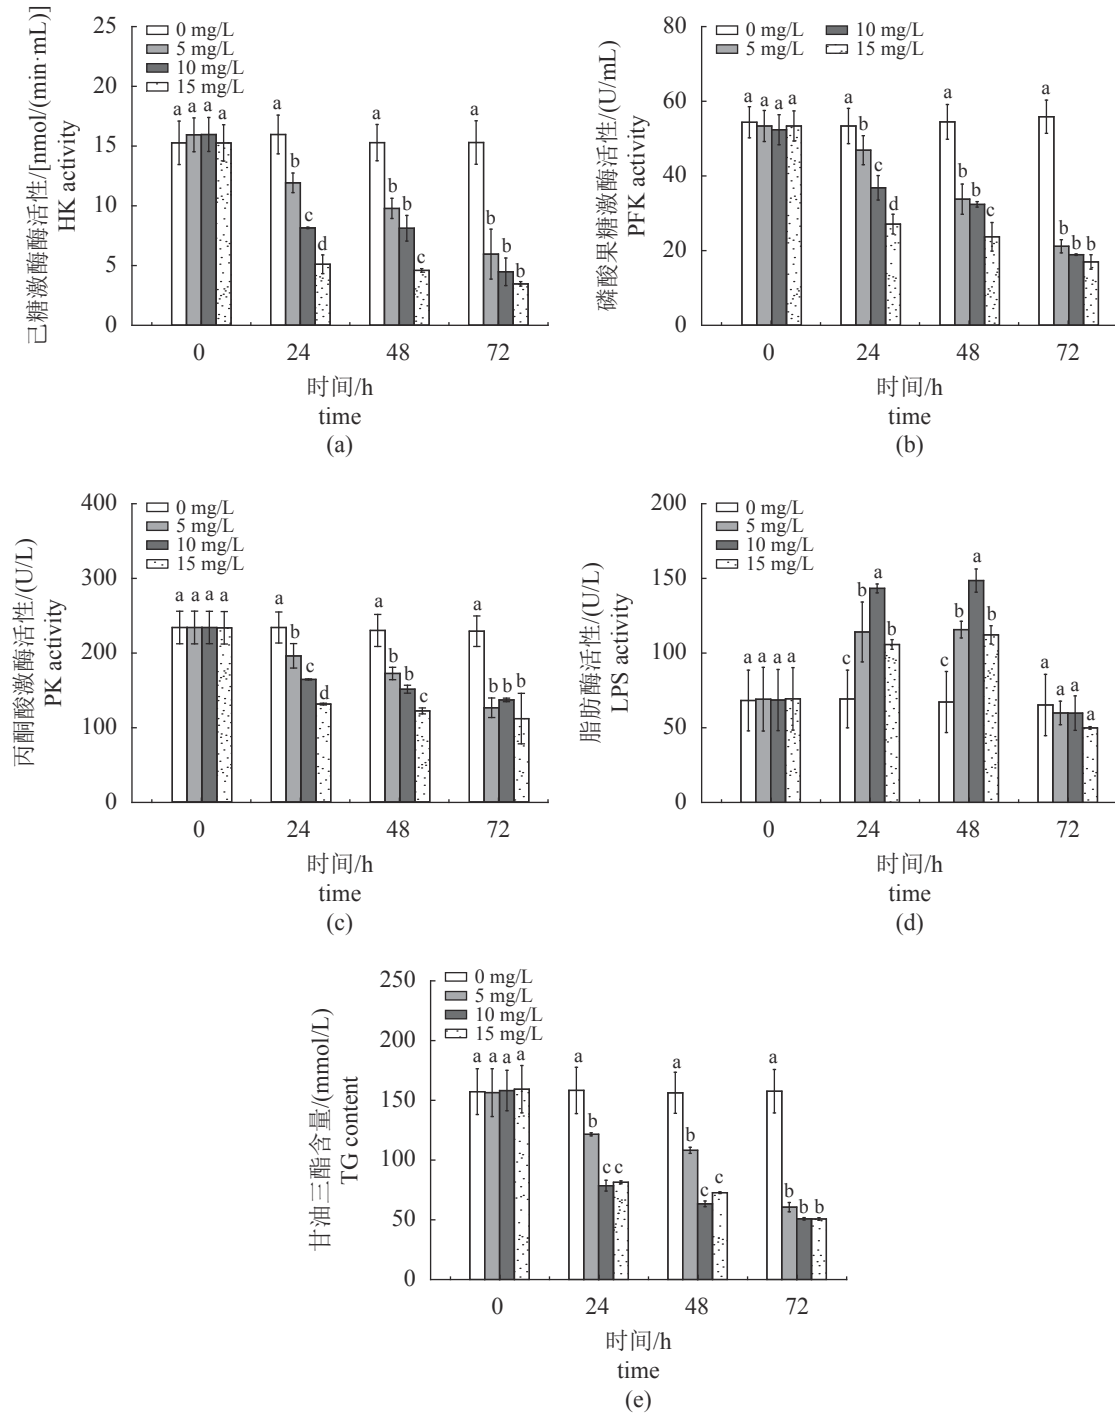 己糖激酶酶活性/[nmol/(min·mL)]
HK activity
25
20
15
10
5
0
0 mg/L
5 mg/L
10 mg/L
15 mg/L
a a a a
a b c d
a b b c
a b b b
0 24 48 72
时间/h
time
(a)
磷酸果糖激酶活性/(U/mL)
PFK activity
80
60
40
20
0
0 mg/L 10 mg/L
5 mg/L 15 mg/L
a a a a
a b c d
a b b c
a b b b
0 24 48 72
时间/h
time
(b)
丙酮酸激酶活性/(U/L)
PK activity
400
300
200
100
0
0 mg/L
5 mg/L
10 mg/L
15 mg/L
a a a a
a b c d
a b b c
a b b b
0 24 48 72
时间/h
time
(c)
脂肪酶活性/(U/L)
LPS activity
200
150
100
50
0
0 mg/L
5 mg/L
10 mg/L
15 mg/L
a a a a
c b a b
c b a b
a a a a
0 24 48 72
时间/h
time
(d)
甘油三酯含量/(mmol/L)
TG content
250
200
150
100
50
0
0 mg/L
5 mg/L
10 mg/L
15 mg/L
a a a a
a b c c
a b c c
a b b b
0 24 48 72
时间/h
time
(e)